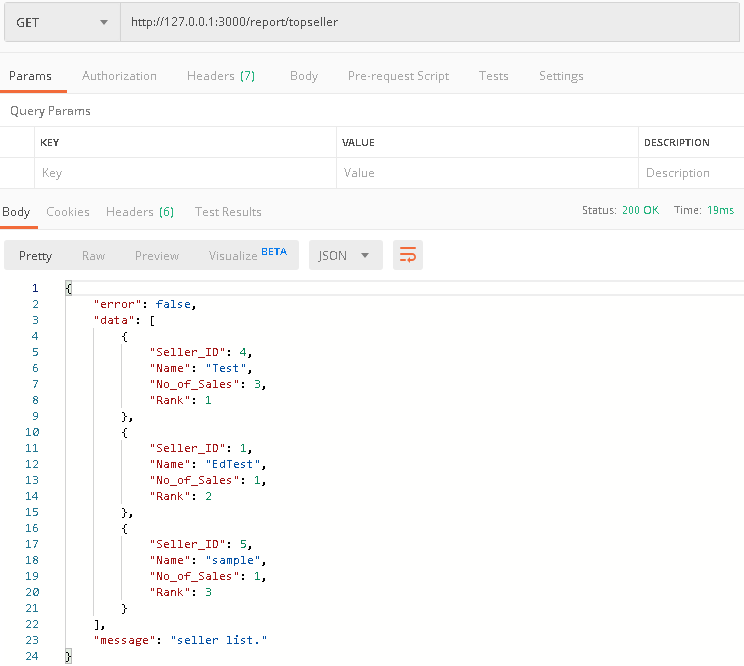 GET http://127.0.0.1:3000/report/topseller
Params Authorization Headers (7) Body Pre-request Script Tests Settings
Query Params
KEY VALUE DESCRIPTION
Key Value Description
Body Cookies Headers (6) Test Results Status: 200 OK Time: 19ms
Pretty Raw Preview Visualize BETA JSON
1 {
2 "error": false,
3 "data": [
4 {
5 "Seller_ID": 4,
6 "Name": "Test",
7 "No_of_Sales": 3,
8 "Rank": 1
9 },
10 {
11 "Seller_ID": 1,
12 "Name": "EdTest",
13 "No_of_Sales": 1,
14 "Rank": 2
15 },
16 {
17 "Seller_ID": 5,
18 "Name": "sample",
19 "No_of_Sales": 1,
20 "Rank": 3
21 }
22 ],
23 "message": "seller list."
24 }